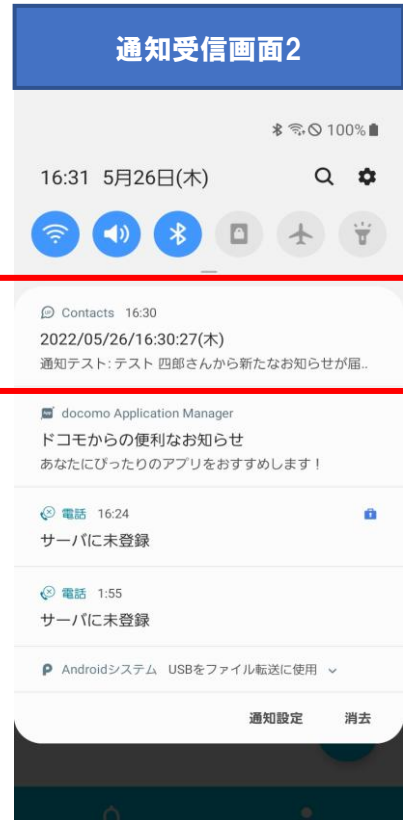 通知受信画面2
100%
16:31 5月26日(木)
Contacts 16:30
2022/05/26/16:30:27(木)
通知テスト: テスト 四郎さんから新たなお知らせが届..
docomo Application Manager
ドコモからの便利なお知らせ
あなたにぴったりのアプリをおすすめします！
電話 16:24
サーバに未登録
電話 1:55
サーバに未登録
Androidシステム USBをファイル転送に使用
通知設定 消去